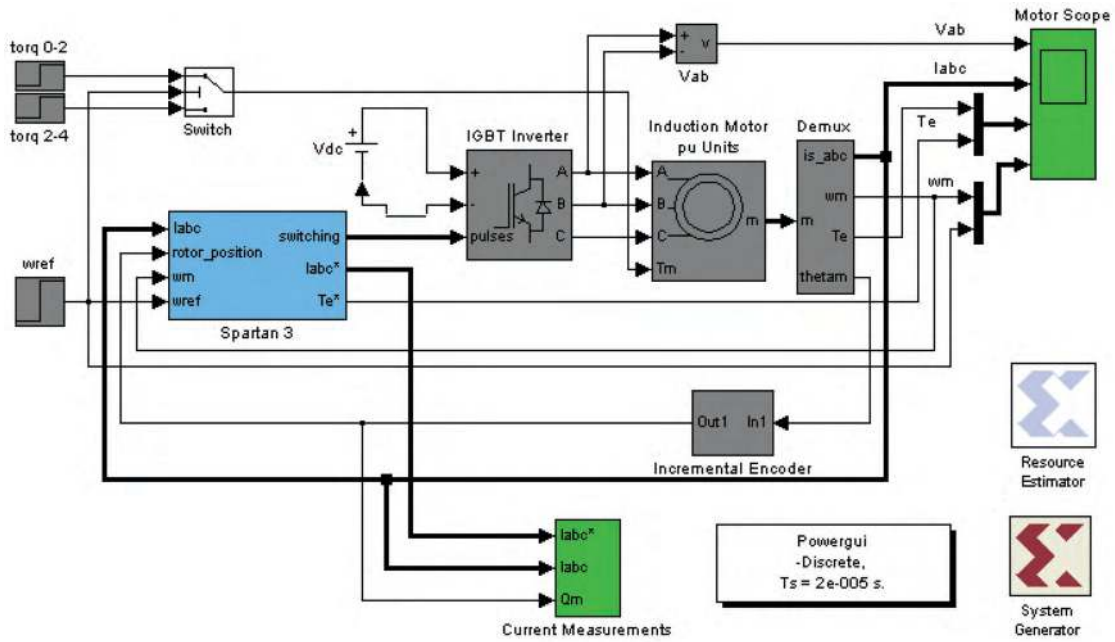 Motor Scope
torq 0-2
torq 2-4
Switch
+
-
v
Vab
Vab
Iabc
Te
wm
Vdc
+
IGBT Inverter
+
-
pulses
A
B
C
Induction Motor
pu Units
A
B
C
Tm
m
Demux
m
is_abc
wm
Te
thetam
wref
Iabc
rotor_position
wm
wref
switching
Iabc*
Te*
Spartan 3
Out1
In1
Incremental Encoder
Resource
Estimator
Iabc*
Iabc
Qm
Current Measurements
Powergui
-Discrete,
Ts = 2e-005 s.
System
Generator